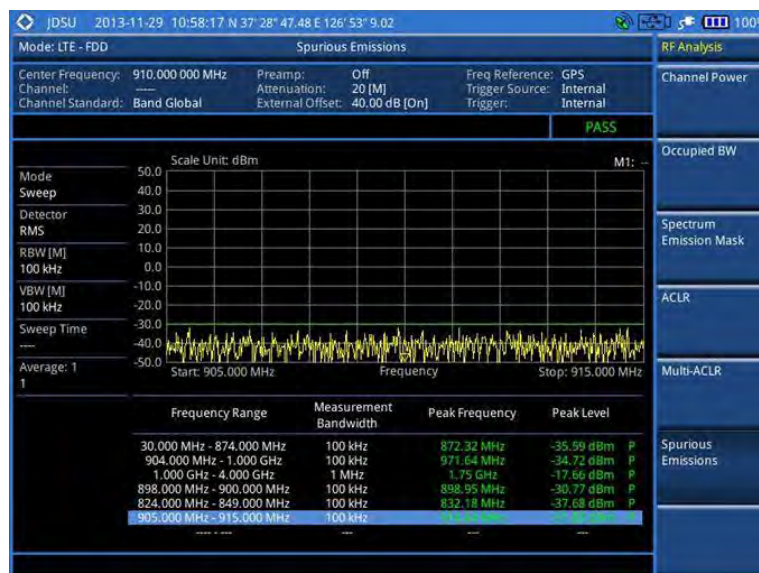 JDSU 2013-11-29 10:58:17 N 37° 28" 47.48 E 126° 53" 9.02 100%
Mode: LTE - FDD Spurious Emissions RF Analysis
Center Frequency: 910.000 000 MHz Preamp: Off Freq Reference: GPS
Channel: ---- Attenuation: 20 [M] Trigger Source: Internal
Channel Standard: Band Global External Offset: 40.00 dB [On] Trigger: Internal
PASS
Channel Power
Occupied BW
Spectrum
Emission Mask
ACLR
Multi-ACLR
Spurious
Emissions
Mode
Sweep
Detector
RMS
RBW [M]
100 kHz
VBW [M]
100 kHz
Sweep Time
----
Average: 1
1
Scale Unit: dBm M1: --
50.0
40.0
30.0
20.0
10.0
0.0
-10.0
-20.0
-30.0
-40.0
-50.0
Start: 905.000 MHz Frequency Stop: 915.000 MHz
Frequency Range Measurement Bandwidth Peak Frequency Peak Level
30.000 MHz - 874.000 MHz 100 kHz 872.32 MHz -35.59 dBm P
904.000 MHz - 1.000 GHz 100 kHz 971.64 MHz -34.72 dBm P
1.000 GHz - 4.000 GHz 1 MHz 1.75 GHz -17.66 dBm P
898.000 MHz - 900.000 MHz 100 kHz 898.95 MHz -30.77 dBm P
824.000 MHz - 849.000 MHz 100 kHz 832.18 MHz -37.68 dBm P
905.000 MHz - 915.000 MHz 100 kHz
---- - --- --- --- ---